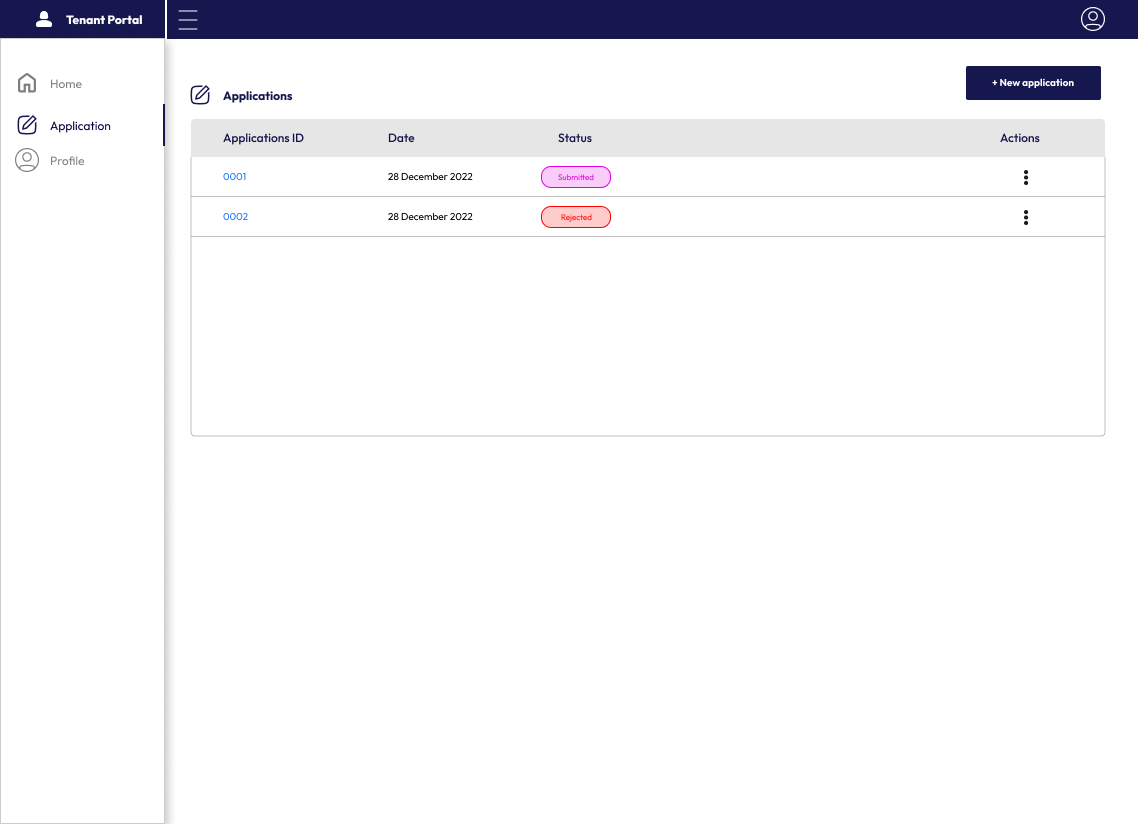 Tenant Portal
Home
Application
Profile
Applications
+ New application
Applications ID Date Status Actions
0001 28 December 2022 Submitted
0002 28 December 2022 Rejected